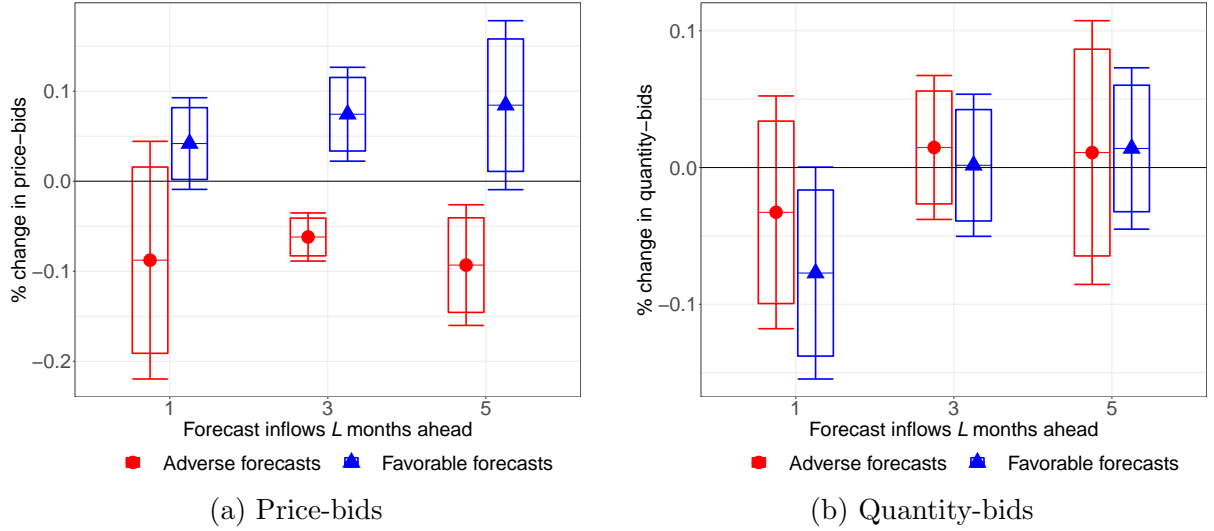 % change in price−bids
0.1
0.0
−0.1
−0.2
1 3 5
Forecast inflows L months ahead
Adverse forecasts Favorable forecasts
(a) Price-bids
% change in quantity−bids
0.1
0.0
−0.1
1 3 5
Forecast inflows L months ahead
Adverse forecasts Favorable forecasts
(b) Quantity-bids